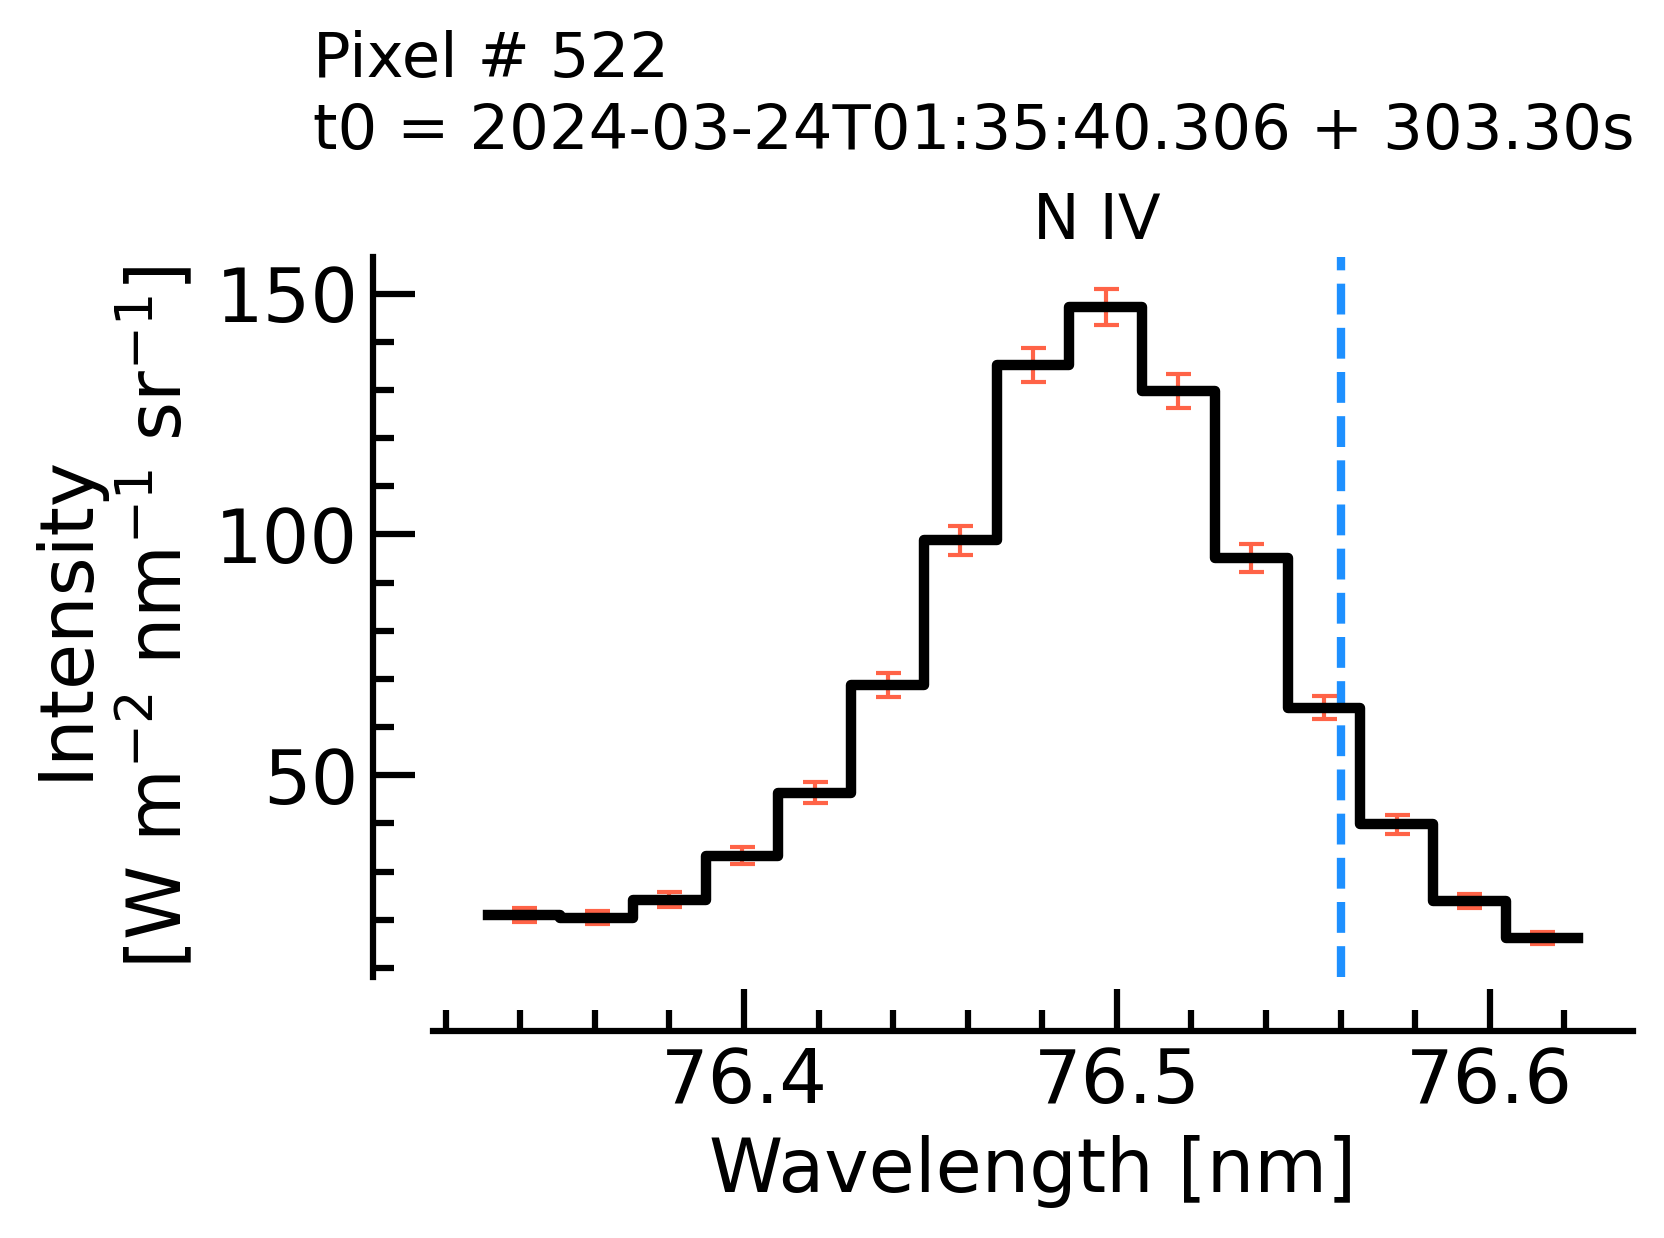 Pixel # 522
t0 = 2024-03-24T01:35:40.306 + 303.30s
N IV
Intensity
[W m⁻² nm⁻¹ sr⁻¹]
150
100
50
76.4 76.5 76.6
Wavelength [nm]